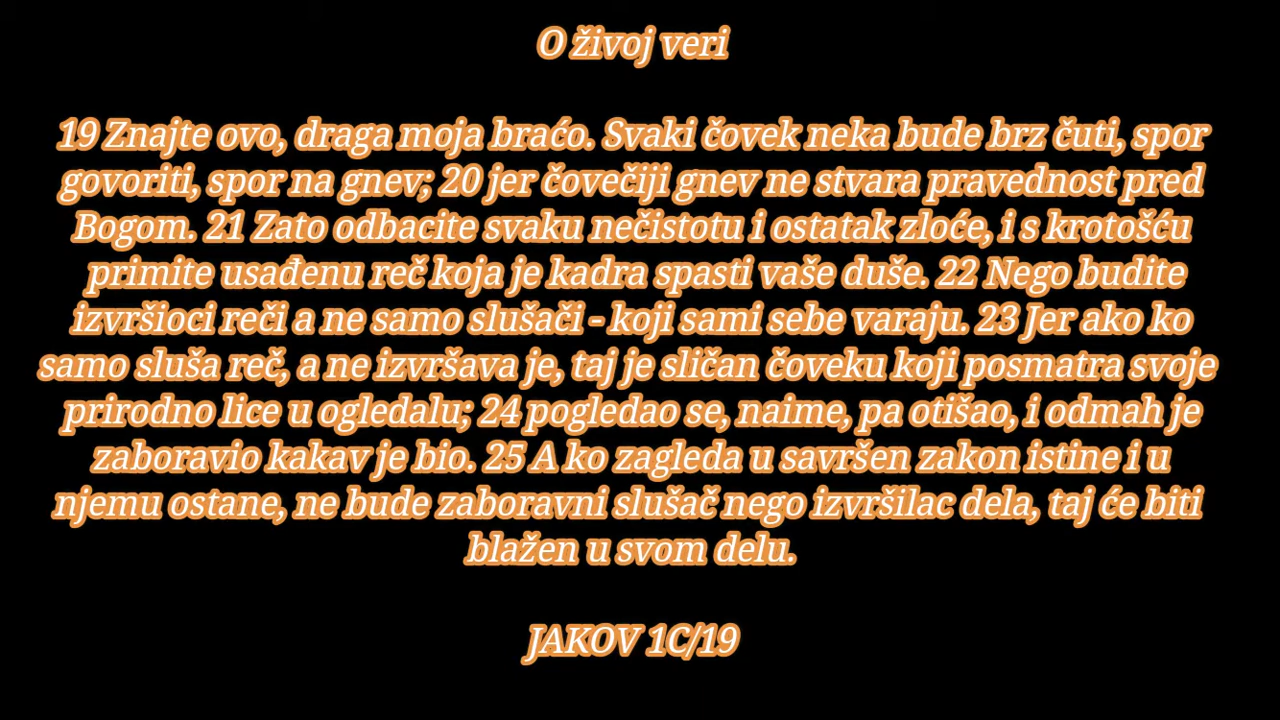 O živoj veri
19 Znajte ovo, draga moja braćo. Svaki čovek neka bude brz čuti, spor
govoriti, spor na gnev; 20 jer čovečiji gnev ne stvara pravednost pred
Bogom. 21 Zato odbacite svaku nečistotu i ostatak zloće, i s krotošću
primite usađenu reč koja je kadra spasti vaše duše. 22 Nego budite
izvršioci reči a ne samo slušači - koji sami sebe varaju. 23 Jer ako ko
samo sluša reč, a ne izvršava je, taj je sličan čoveku koji posmatra svoje
prirodno lice u ogledalu; 24 pogledao se, naime, pa otišao, i odmah je
zaboravio kakav je bio. 25 A ko zagleda u savršen zakon istine i u
njemu ostane, ne bude zaboravni slušač nego izvršilac dela, taj će biti
blažen u svom delu.
JAKOV 1C/19